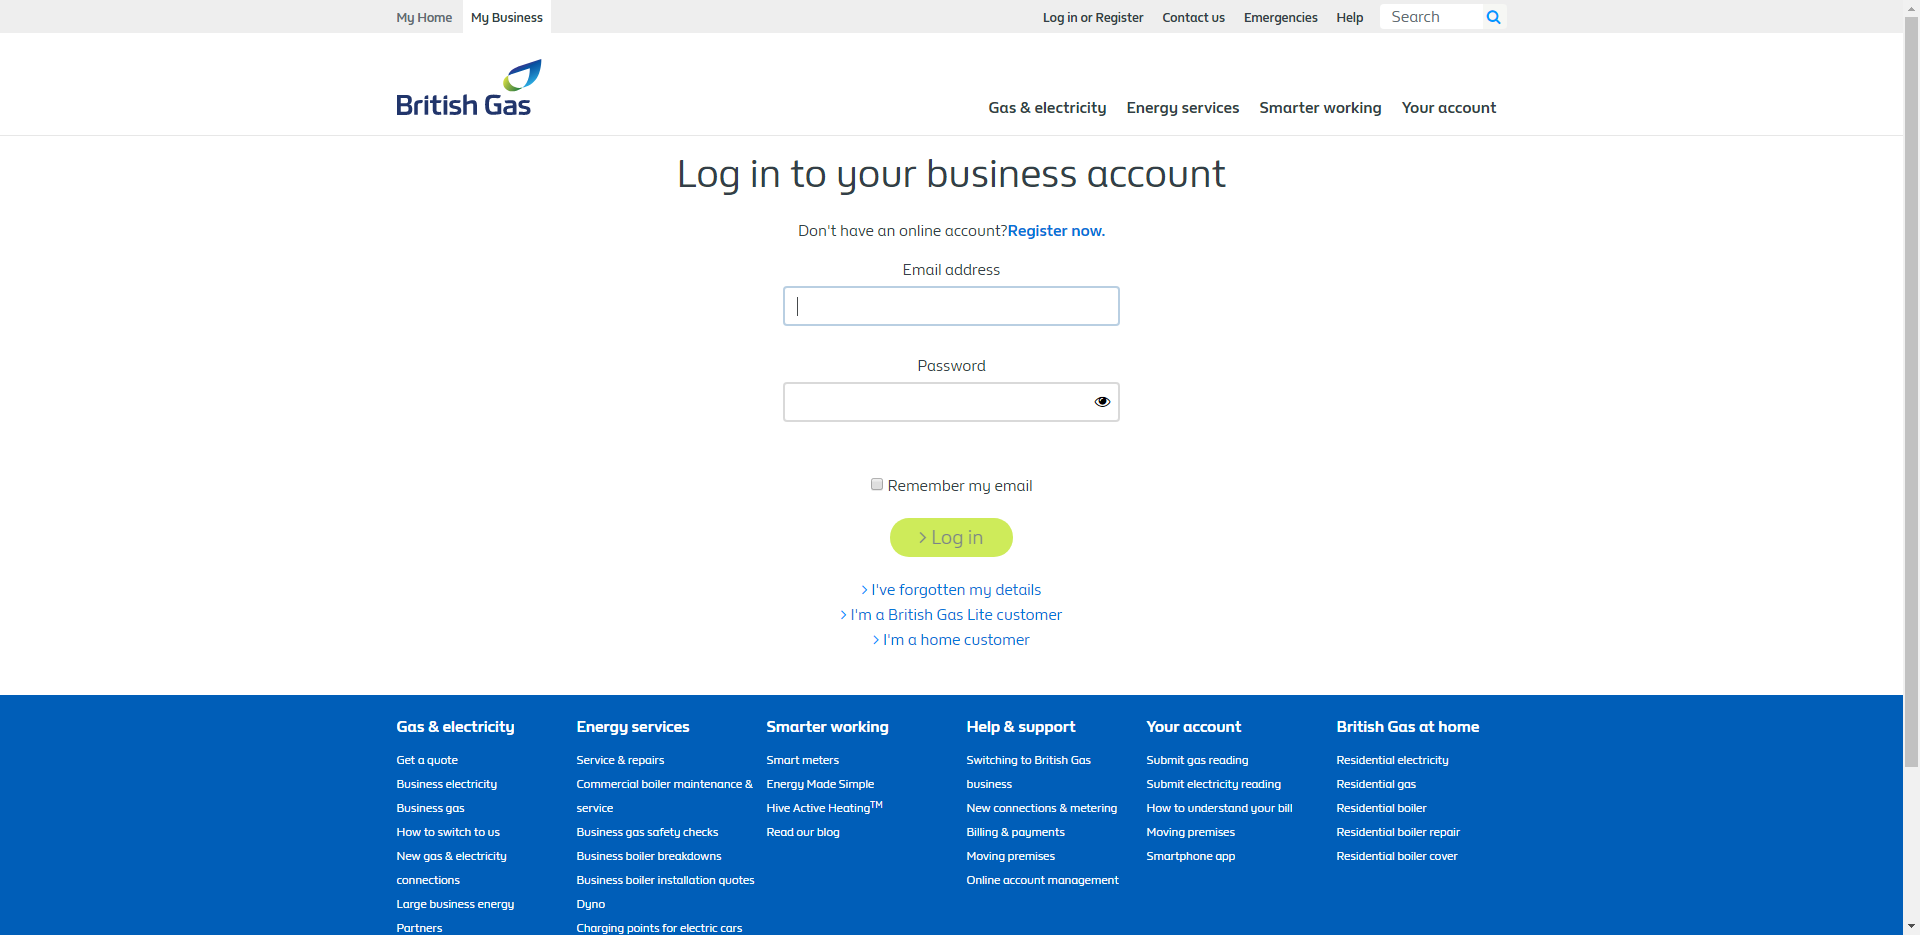 My Home
My Business
Log in or Register
Contact us
Emergencies
Help
Search
British Gas
Gas & electricity
Energy services
Smarter working
Your account
Log in to your business account
Don't have an online account?Register now.
Email address
Password
Remember my email
> Log in
> I've forgotten my details
> I'm a British Gas Lite customer
> I'm a home customer
Gas & electricity
Get a quote
Business electricity
Business gas
How to switch to us
New gas & electricity
connections
Large business energy
Partners
Energy services
Service & repairs
Commercial boiler maintenance &
service
Business gas safety checks
Business boiler breakdowns
Business boiler installation quotes
Dyno
Charging points for electric cars
Smarter working
Smart meters
Energy Made Simple
Hive Active Heating™
Read our blog
Help & support
Switching to British Gas
business
New connections & metering
Billing & payments
Moving premises
Online account management
Your account
Submit gas reading
Submit electricity reading
How to understand your bill
Moving premises
Smartphone app
British Gas at home
Residential electricity
Residential gas
Residential boiler
Residential boiler repair
Residential boiler cover